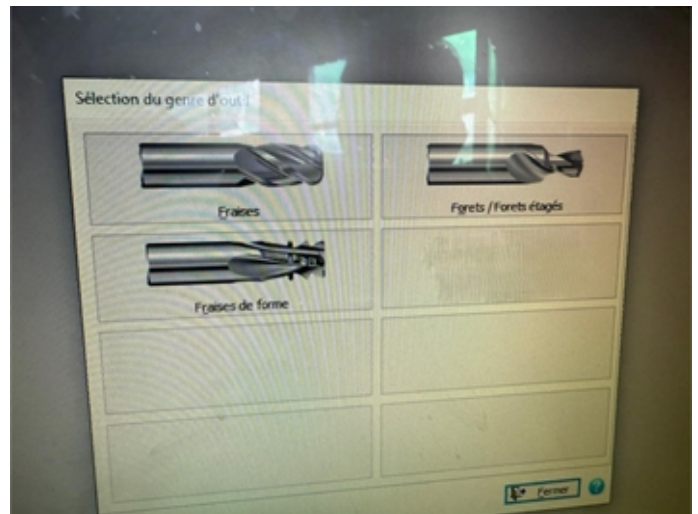 Sélection du genre d'outil
Fraises
Forets / Forets étagés
Fraises de forme
Fermer
?